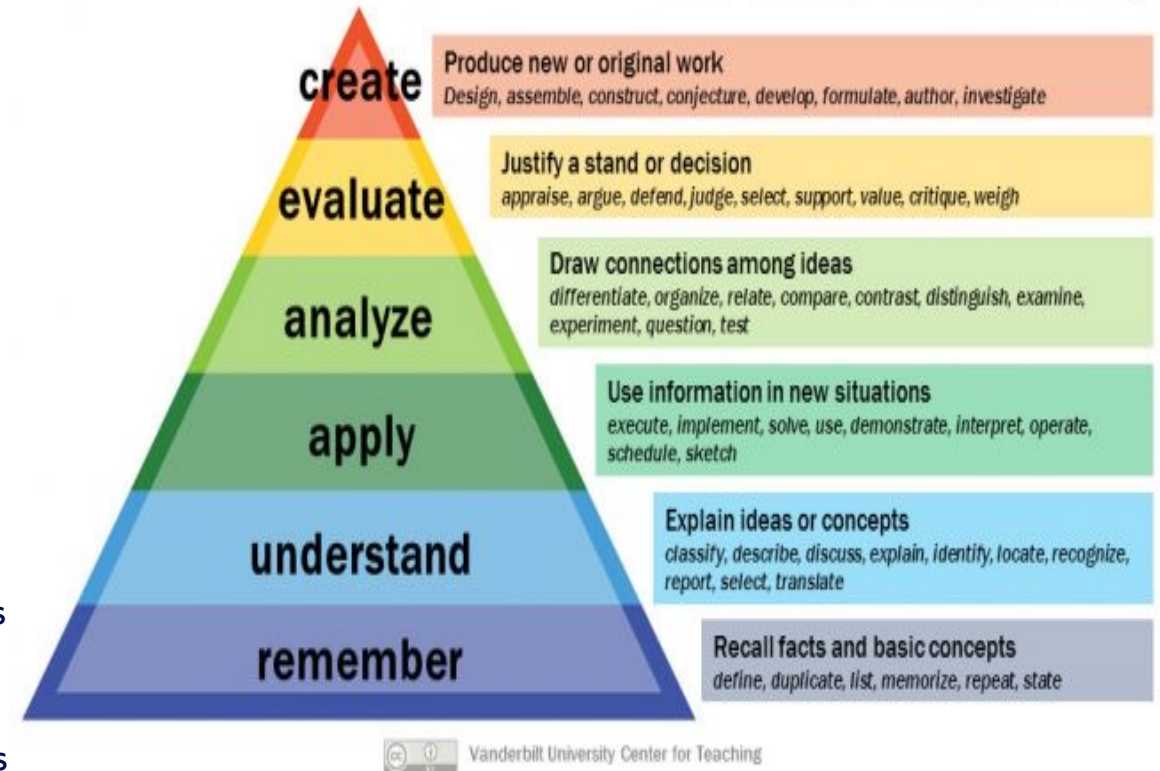 create
Produce new or original work
Design, assemble, construct, conjecture, develop, formulate, author, investigate
evaluate
Justify a stand or decision
appraise, argue, defend, judge, select, support, value, critique, weigh
analyze
Draw connections among ideas
differentiate, organize, relate, compare, contrast, distinguish, examine,
experiment, question, test
apply
Use information in new situations
execute, implement, solve, use, demonstrate, interpret, operate,
schedule, sketch
understand
Explain ideas or concepts
classify, describe, discuss, explain, identify, locate, recognize,
report, select, translate
s
remember
Recall facts and basic concepts
define, duplicate, list, memorize, repeat, state
s
cc
Vanderbilt University Center for Teaching